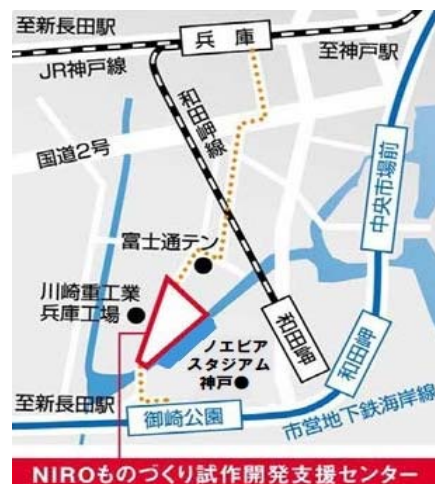 至新長田駅
兵庫
至神戸駅
JR神戸線
和田岬線
国道2号
中央市場前
富士通テン
川崎重工業
兵庫工場
和田岬
ノエビア
スタジアム
神戸
和田岬
至新長田駅
御崎公園
市営地下鉄海岸線
NIROものづくり試作開発支援センター